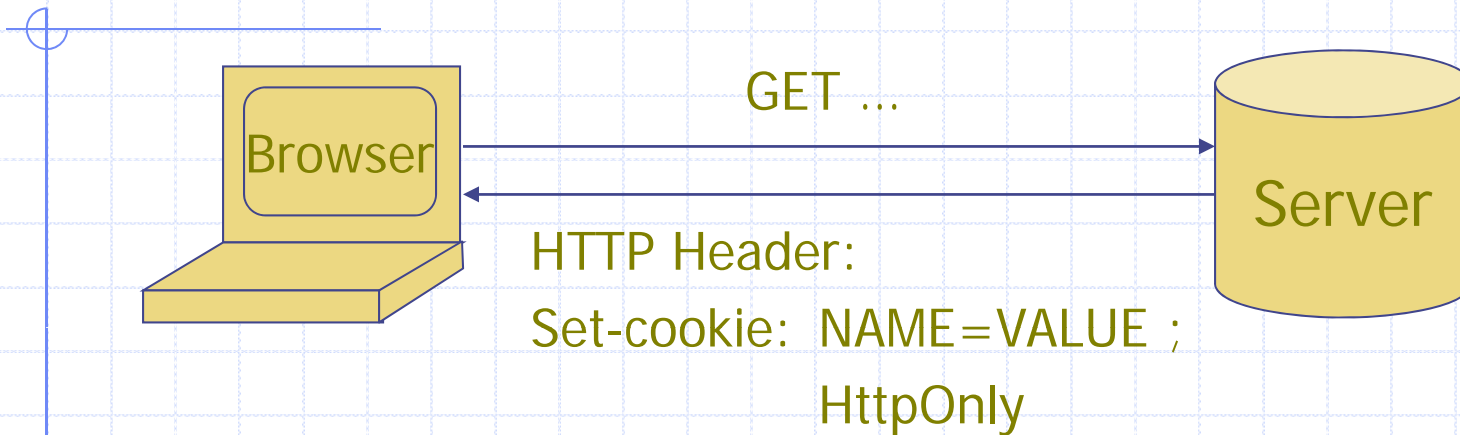 GET ...
Browser
Server
HTTP Header:
Set-cookie: NAME=VALUE ;
HttpOnly